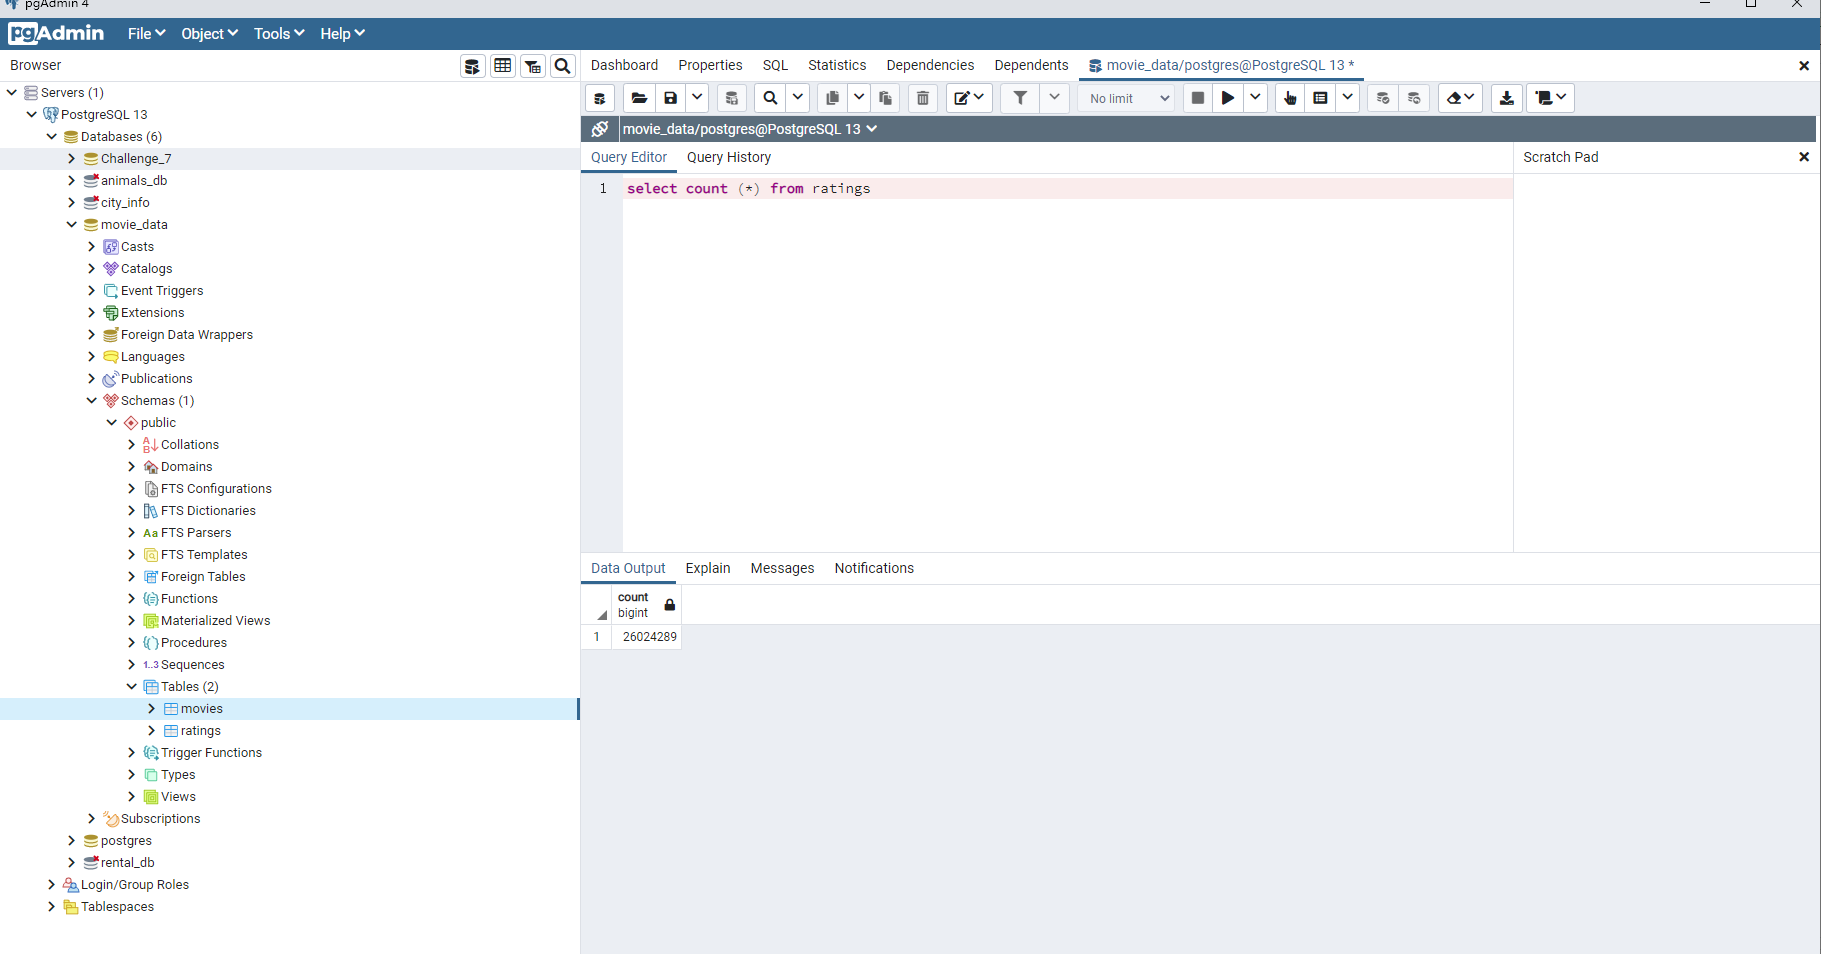 pgAdmin 4
pgAdmin File Object Tools Help
Browser
Dashboard Properties SQL Statistics Dependencies Dependents movie_data/postgres@PostgreSQL 13 *
No limit
movie_data/postgres@PostgreSQL 13
Query Editor Query History
Scratch Pad
1 select count (*) from ratings
Servers (1)
PostgreSQL 13
Databases (6)
Challenge_7
animals_db
city_info
movie_data
Casts
Catalogs
Event Triggers
Extensions
Foreign Data Wrappers
Languages
Publications
Schemas (1)
public
Collations
Domains
FTS Configurations
FTS Dictionaries
Aa FTS Parsers
FTS Templates
Foreign Tables
Functions
Materialized Views
Procedures
1..3 Sequences
Tables (2)
movies
ratings
Trigger Functions
Types
Views
Subscriptions
postgres
rental_db
Login/Group Roles
Tablespaces
Data Output Explain Messages Notifications
count
bigint
1 26024289